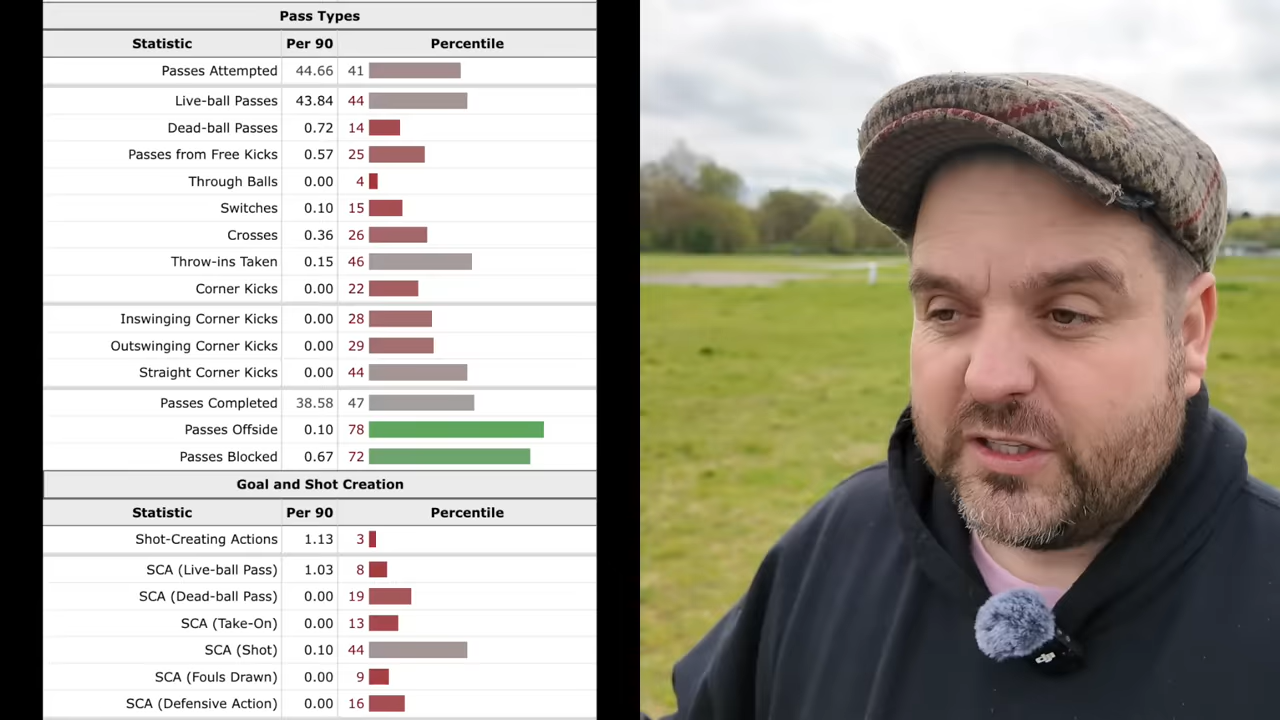 Pass Types
Statistic Per 90 Percentile
Passes Attempted 44.66 41
Live-ball Passes 43.84 44
Dead-ball Passes 0.72 14
Passes from Free Kicks 0.57 25
Through Balls 0.00 4
Switches 0.10 15
Crosses 0.36 26
Throw-ins Taken 0.15 46
Corner Kicks 0.00 22
Inswinging Corner Kicks 0.00 28
Outswinging Corner Kicks 0.00 29
Straight Corner Kicks 0.00 44
Passes Completed 38.58 47
Passes Offside 0.10 78
Passes Blocked 0.67 72
Goal and Shot Creation
Statistic Per 90 Percentile
Shot-Creating Actions 1.13 3
SCA (Live-ball Pass) 1.03 8
SCA (Dead-ball Pass) 0.00 19
SCA (Take-On) 0.00 13
SCA (Shot) 0.10 44
SCA (Fouls Drawn) 0.00 9
SCA (Defensive Action) 0.00 16